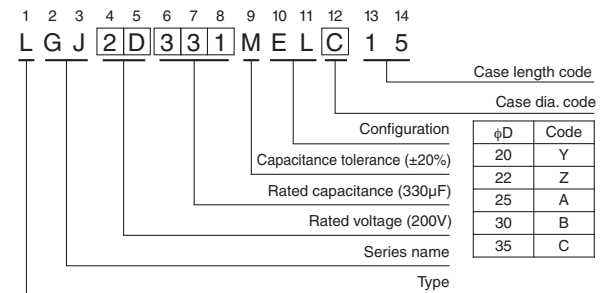 1 2 3 4 5 6 7 8 9 10 11 12 13 14
L G J 2 D 3 3 1 M E L C 1 5
Case length code
Case dia. code
Configuration
Capacitance tolerance (±20%)
Rated capacitance (330µF)
Rated voltage (200V)
Series name
Type
ϕD Code
20 Y
22 Z
25 A
30 B
35 C